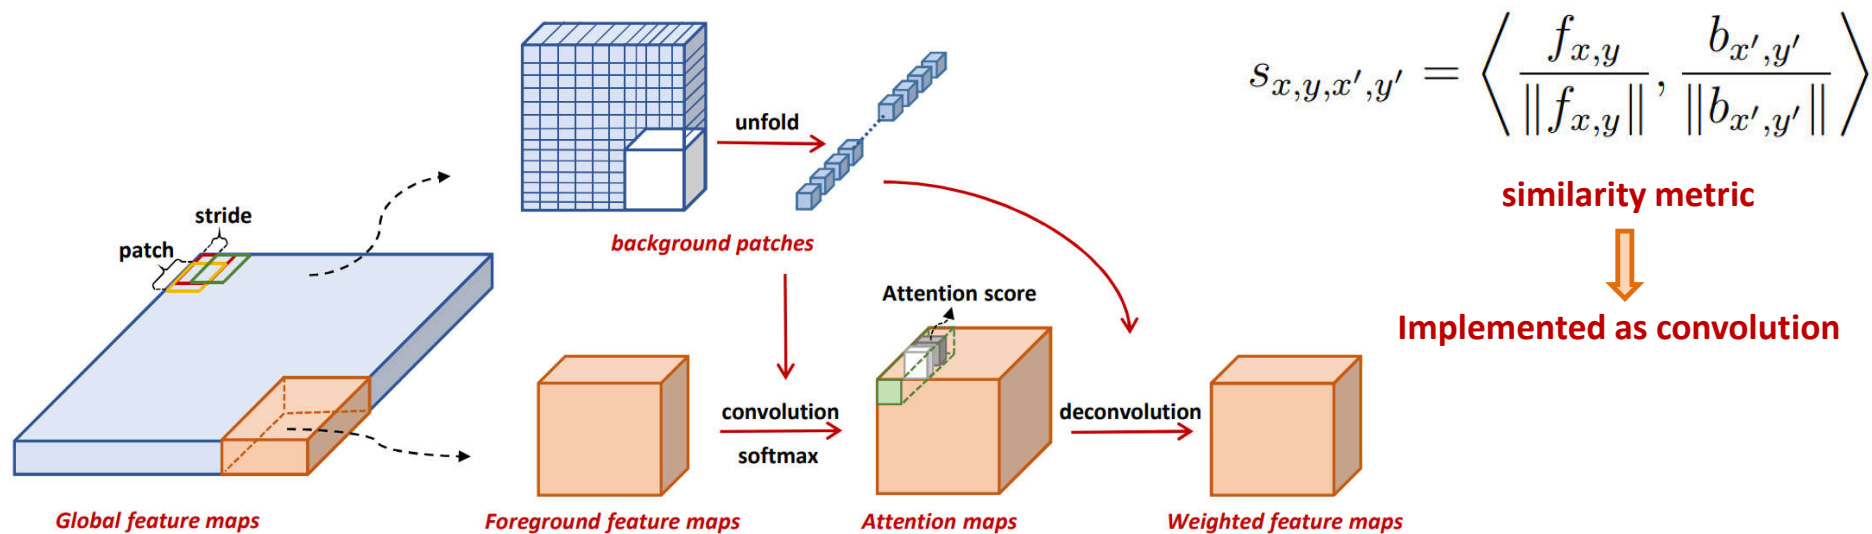 stride
patch
unfold
background patches
Attention score
convolution
softmax
deconvolution
Global feature maps
Foreground feature maps
Attention maps
Weighted feature maps
s_{x,y,x',y'} = ⟨ f_{x,y} / ‖f_{x,y}‖ , b_{x',y'} / ‖b_{x',y'}‖ ⟩
similarity metric
Implemented as convolution